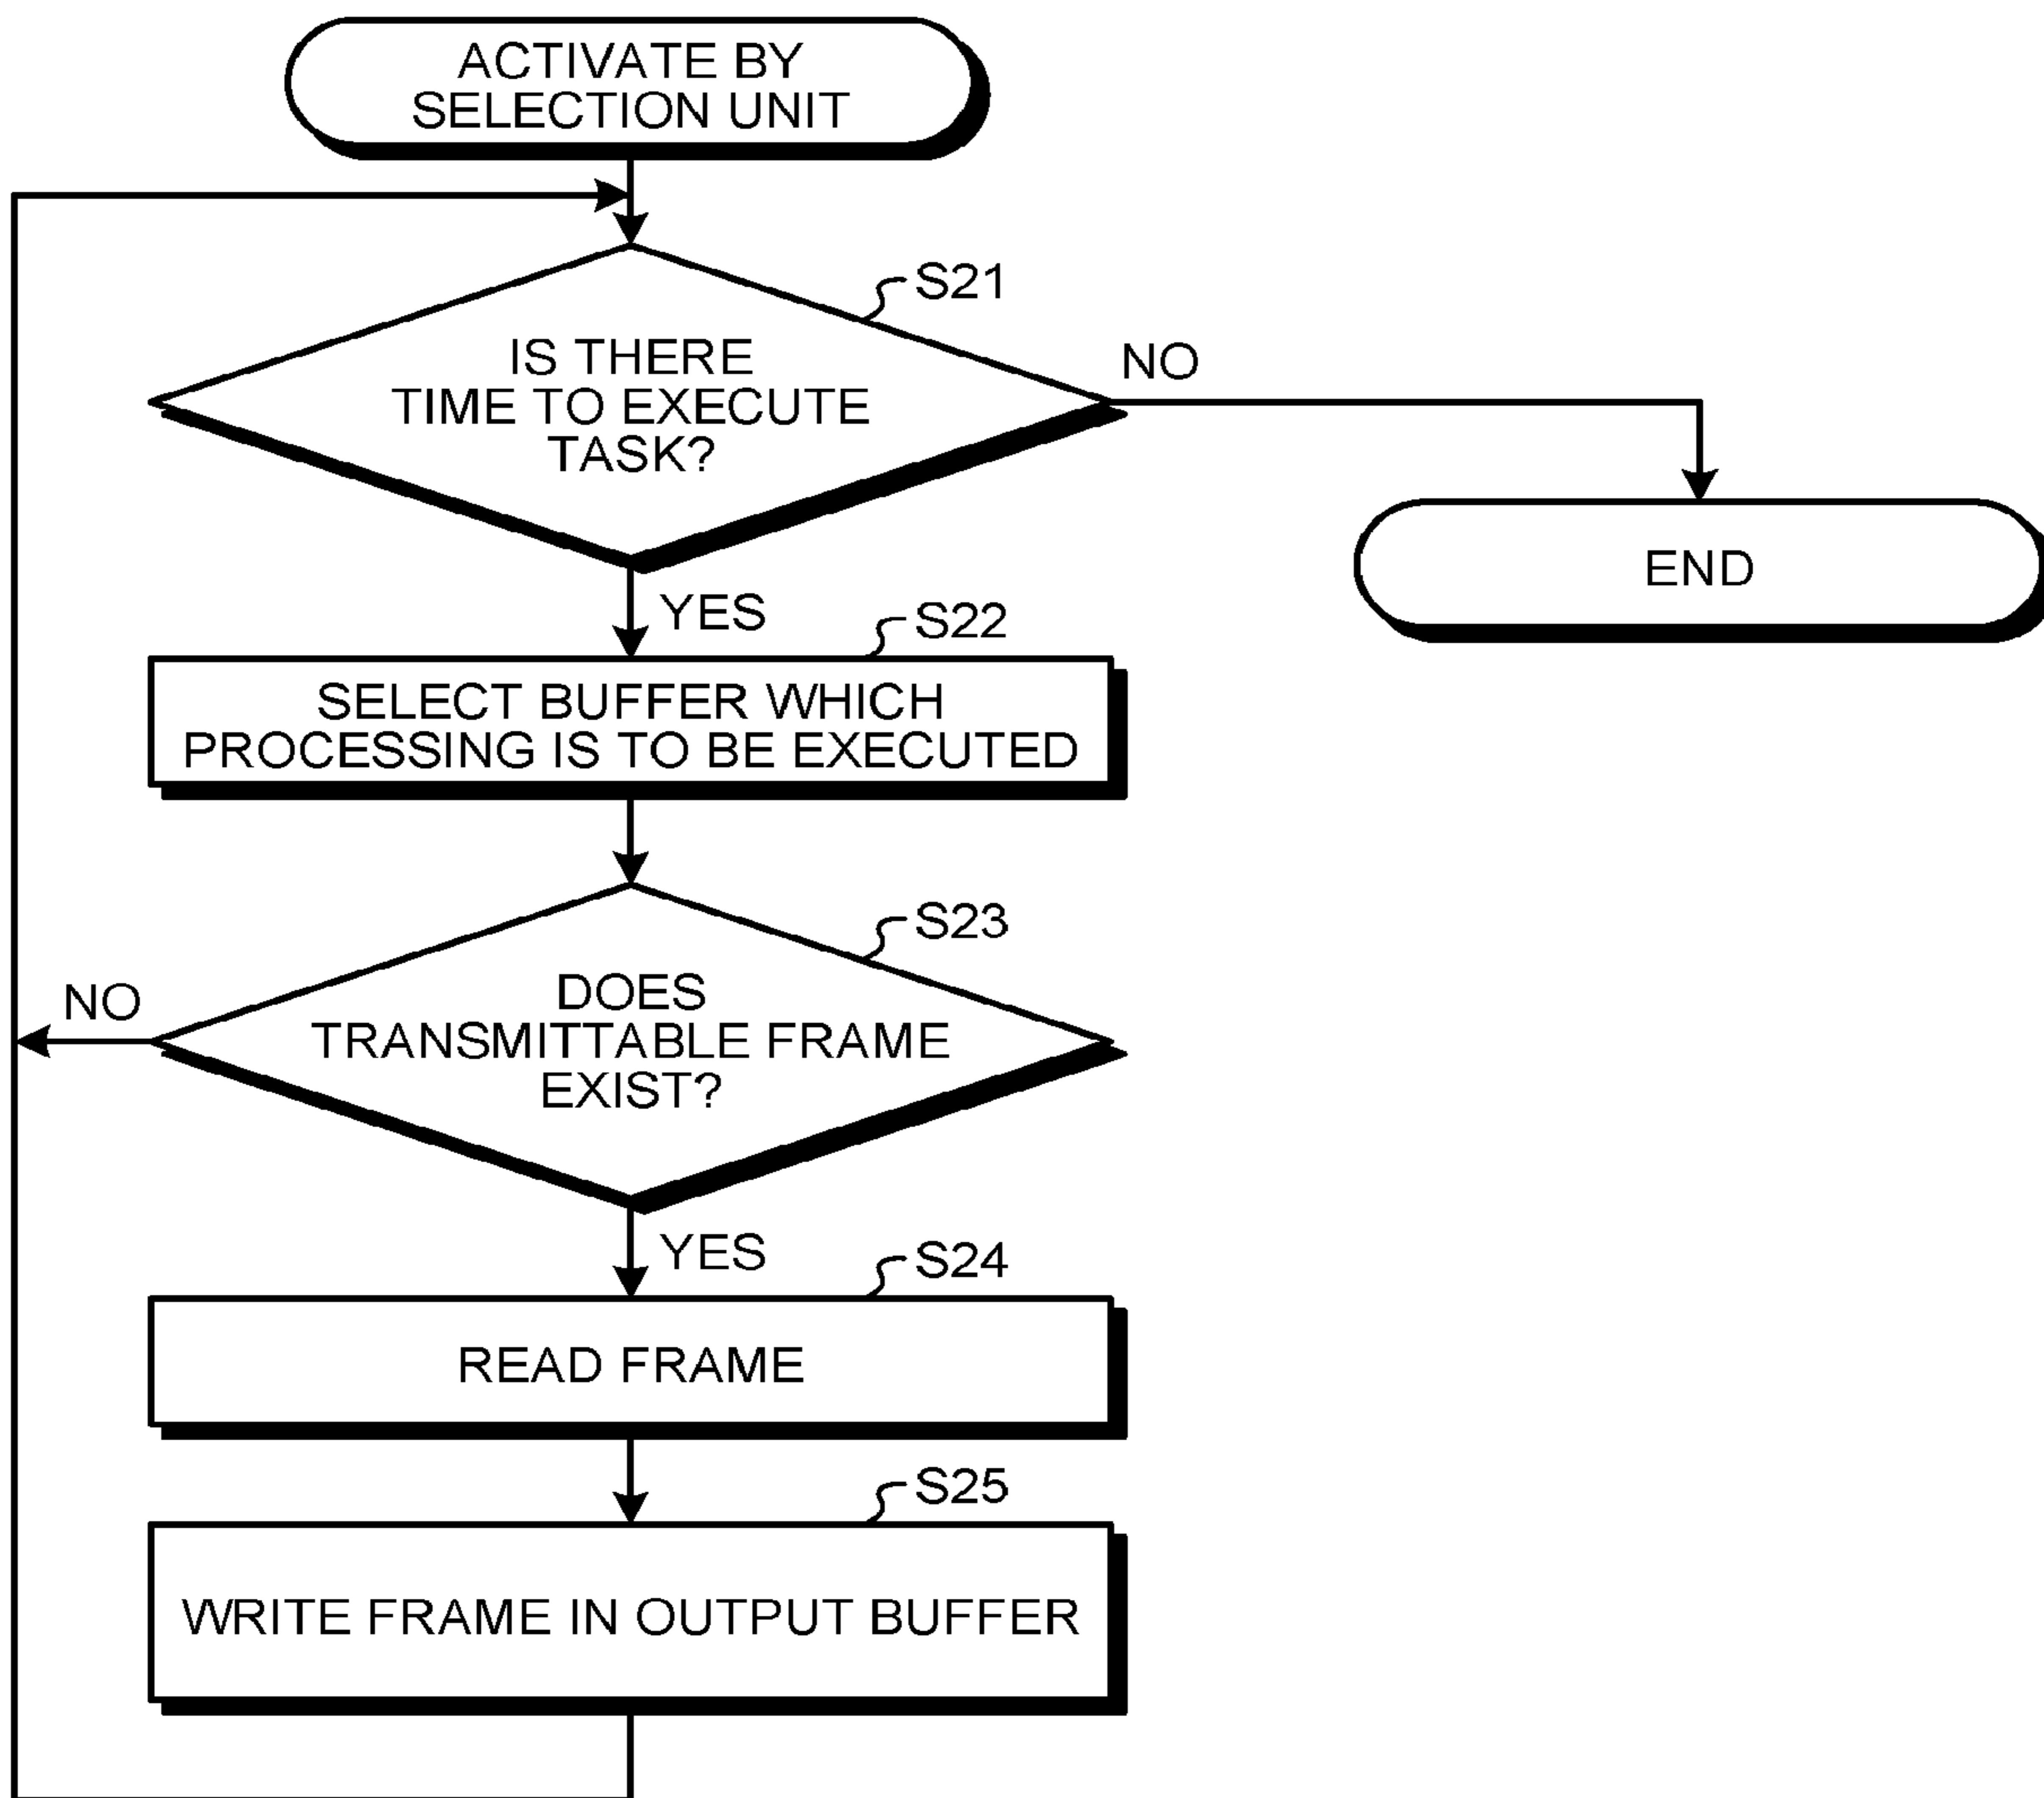 ACTIVATE BY
SELECTION UNIT
S21
IS THERE
TIME TO EXECUTE
TASK?
NO
END
YES
S22
SELECT BUFFER WHICH
PROCESSING IS TO BE EXECUTED
S23
DOES
TRANSMITTABLE FRAME
EXIST?
NO
YES
S24
READ FRAME
S25
WRITE FRAME IN OUTPUT BUFFER